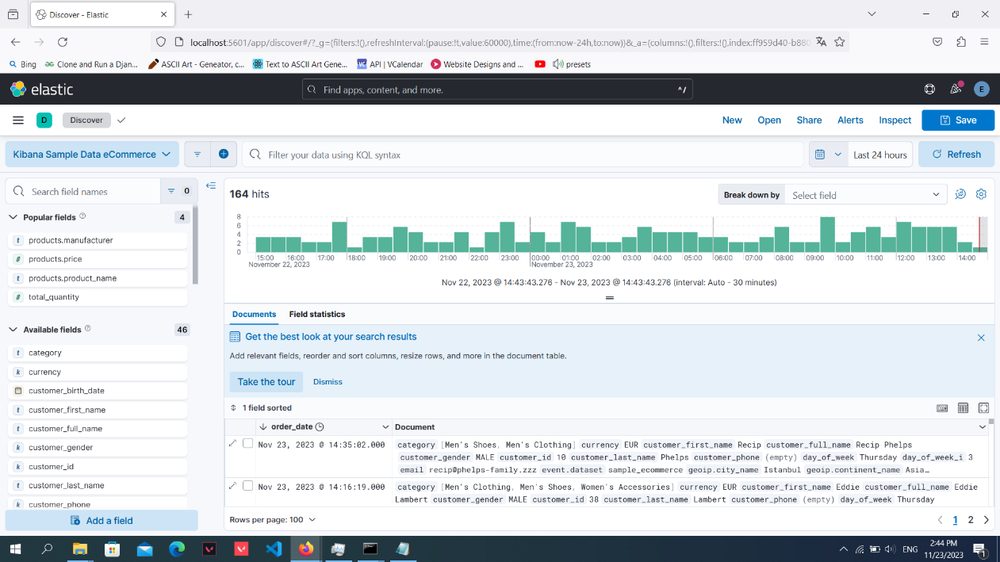 Discover - Elastic
localhost:5601/app/discover#/?_g=(filters:!(),refreshInterval:(pause:!t,value:60000),time:(from:now-24h,to:now))&_a=(columns:!(),filters:!(),index:ff959d40-b880
Bing Clone and Run a Djan... ASCII Art - Geneator, c... Text to ASCII Art Gene... API | VCalendar Website Designs and ... presets
elastic Find apps, content, and more. ^/ E
D Discover New Open Share Alerts Inspect Save
Kibana Sample Data eCommerce Filter your data using KQL syntax Last 24 hours Refresh
Search field names 0
164 hits Break down by Select field
Popular fields 4
products.manufacturer
products.price
products.product_name
total_quantity
Available fields 46
category
currency
customer_birth_date
customer_first_name
customer_full_name
customer_gender
customer_id
customer_last_name
customer_phone
Add a field
8
6
4
2
0
15:00 16:00 17:00 18:00 19:00 20:00 21:00 22:00 23:00 00:00 01:00 02:00 03:00 04:00 05:00 06:00 07:00 08:00 09:00 10:00 11:00 12:00 13:00 14:00
November 22, 2023 November 23, 2023
Nov 22, 2023 @ 14:43:43.276 - Nov 23, 2023 @ 14:43:43.276 (interval: Auto - 30 minutes)
Documents Field statistics
Get the best look at your search results
Add relevant fields, reorder and sort columns, resize rows, and more in the document table.
Take the tour Dismiss
1 field sorted
order_date Document
Nov 23, 2023 @ 14:35:02.000 category [Men's Shoes, Men's Clothing] currency EUR customer_first_name Recip customer_full_name Recip Phelps
customer_gender MALE customer_id 10 customer_last_name Phelps customer_phone (empty) day_of_week Thursday day_of_week_i 3
email recip@phelps-family.zzz event.dataset sample_ecommerce geoip.city_name Istanbul geoip.continent_name Asia…
Nov 23, 2023 @ 14:16:19.000 category [Men's Clothing, Men's Shoes, Women's Accessories] currency EUR customer_first_name Eddie customer_full_name Eddie
Lambert customer_gender MALE customer_id 38 customer_last_name Lambert customer_phone (empty) day_of_week Thursday
Rows per page: 100 1 2
ENG 2:44 PM
11/23/2023 1